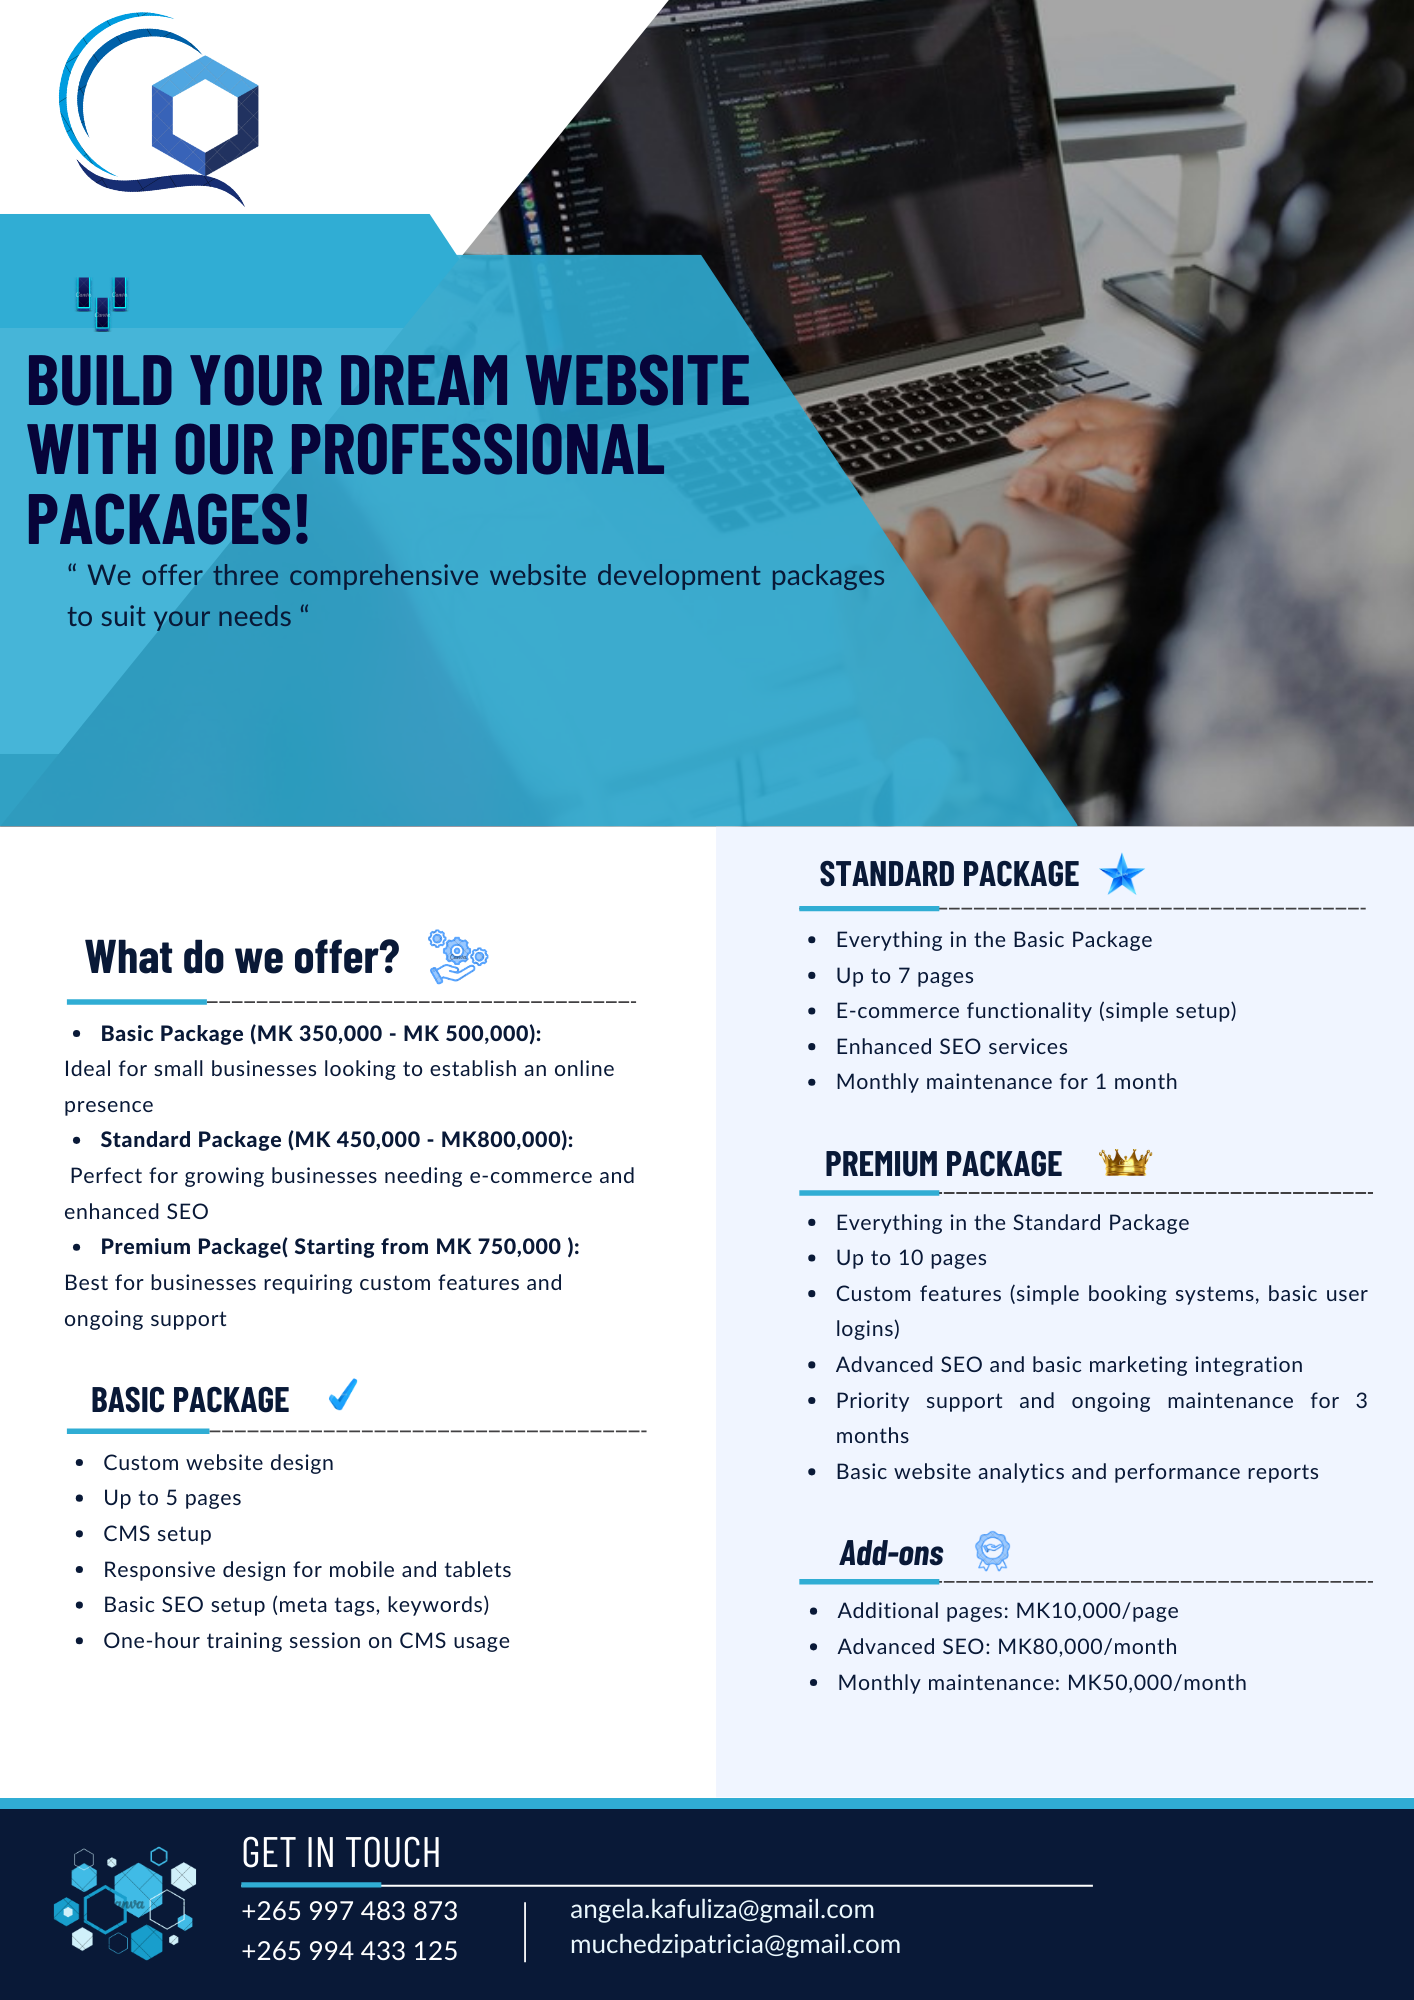 BUILD YOUR DREAM WEBSITE
WITH OUR PROFESSIONAL
PACKAGES!
“ We offer three comprehensive website development packages
to suit your needs “
What do we offer?
• Basic Package (MK 350,000 - MK 500,000):
Ideal for small businesses looking to establish an online
presence
• Standard Package (MK 450,000 - MK800,000):
Perfect for growing businesses needing e-commerce and
enhanced SEO
• Premium Package( Starting from MK 750,000 ):
Best for businesses requiring custom features and
ongoing support
BASIC PACKAGE
• Custom website design
• Up to 5 pages
• CMS setup
• Responsive design for mobile and tablets
• Basic SEO setup (meta tags, keywords)
• One-hour training session on CMS usage
STANDARD PACKAGE
• Everything in the Basic Package
• Up to 7 pages
• E-commerce functionality (simple setup)
• Enhanced SEO services
• Monthly maintenance for 1 month
PREMIUM PACKAGE
• Everything in the Standard Package
• Up to 10 pages
• Custom features (simple booking systems, basic user
logins)
• Advanced SEO and basic marketing integration
• Priority support and ongoing maintenance for 3
months
• Basic website analytics and performance reports
Add-ons
• Additional pages: MK10,000/page
• Advanced SEO: MK80,000/month
• Monthly maintenance: MK50,000/month
GET IN TOUCH
+265 997 483 873
+265 994 433 125
angela.kafuliza@gmail.com
muchedzipatricia@gmail.com